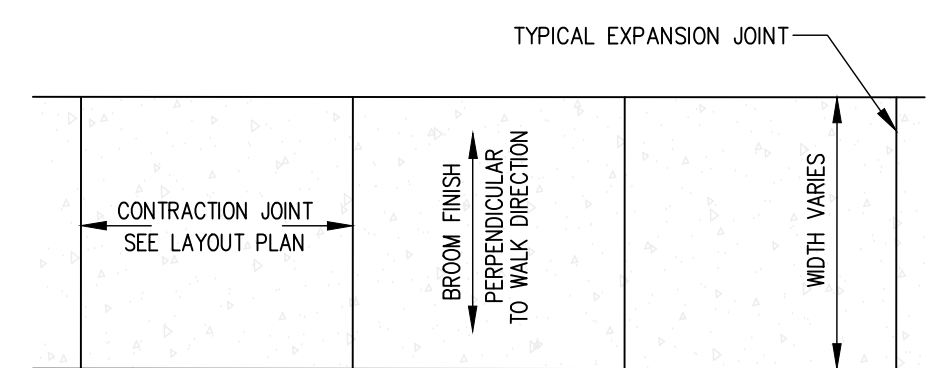 TYPICAL EXPANSION JOINT
CONTRACTION JOINT
SEE LAYOUT PLAN
BROOM FINISH
PERPENDICULAR
TO WALK DIRECTION
WIDTH VARIES